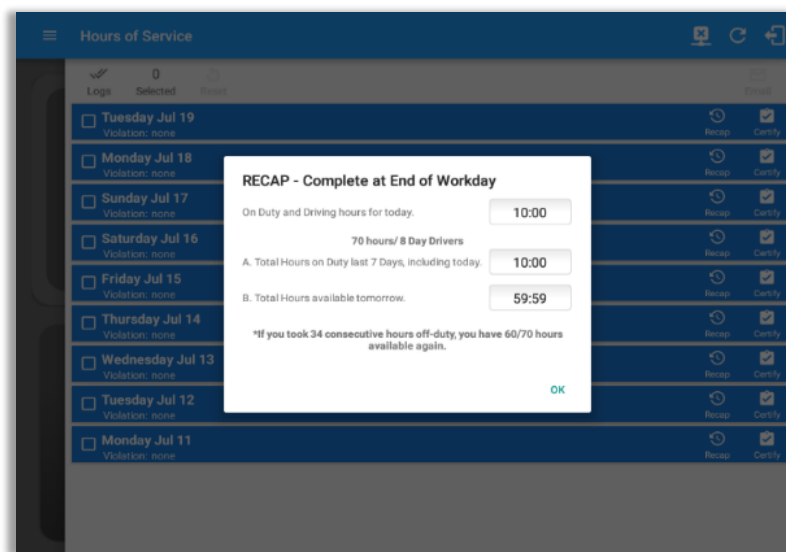 Hours of Service
Logs
0
Selected
Reset
Email
Tuesday Jul 19
Violation: none
Recap
Certify
Monday Jul 18
Violation: none
Recap
Certify
Sunday Jul 17
Violation: none
Recap
Certify
Saturday Jul 16
Violation: none
Recap
Certify
Friday Jul 15
Violation: none
Recap
Certify
Thursday Jul 14
Violation: none
Recap
Certify
Wednesday Jul 13
Violation: none
Recap
Certify
Tuesday Jul 12
Violation: none
Recap
Certify
Monday Jul 11
Violation: none
Recap
Certify
RECAP - Complete at End of Workday
On Duty and Driving hours for today. 10:00
70 hours/ 8 Day Drivers
A. Total Hours on Duty last 7 Days, including today. 10:00
B. Total Hours available tomorrow. 59:59
*If you took 34 consecutive hours off-duty, you have 60/70 hours
available again.
OK